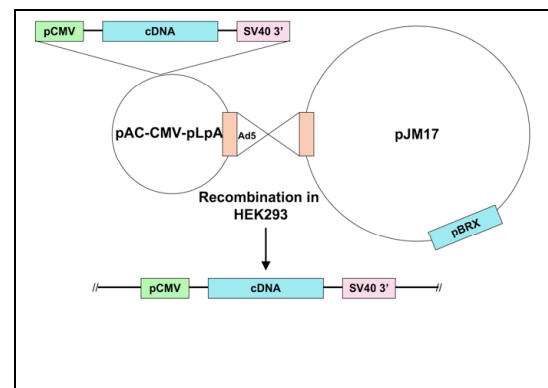 pCMV cDNA SV40 3'
pAC-CMV-pLpA Ad5 pJM17
Recombination in
HEK293
pBRX
// pCMV cDNA SV40 3' //